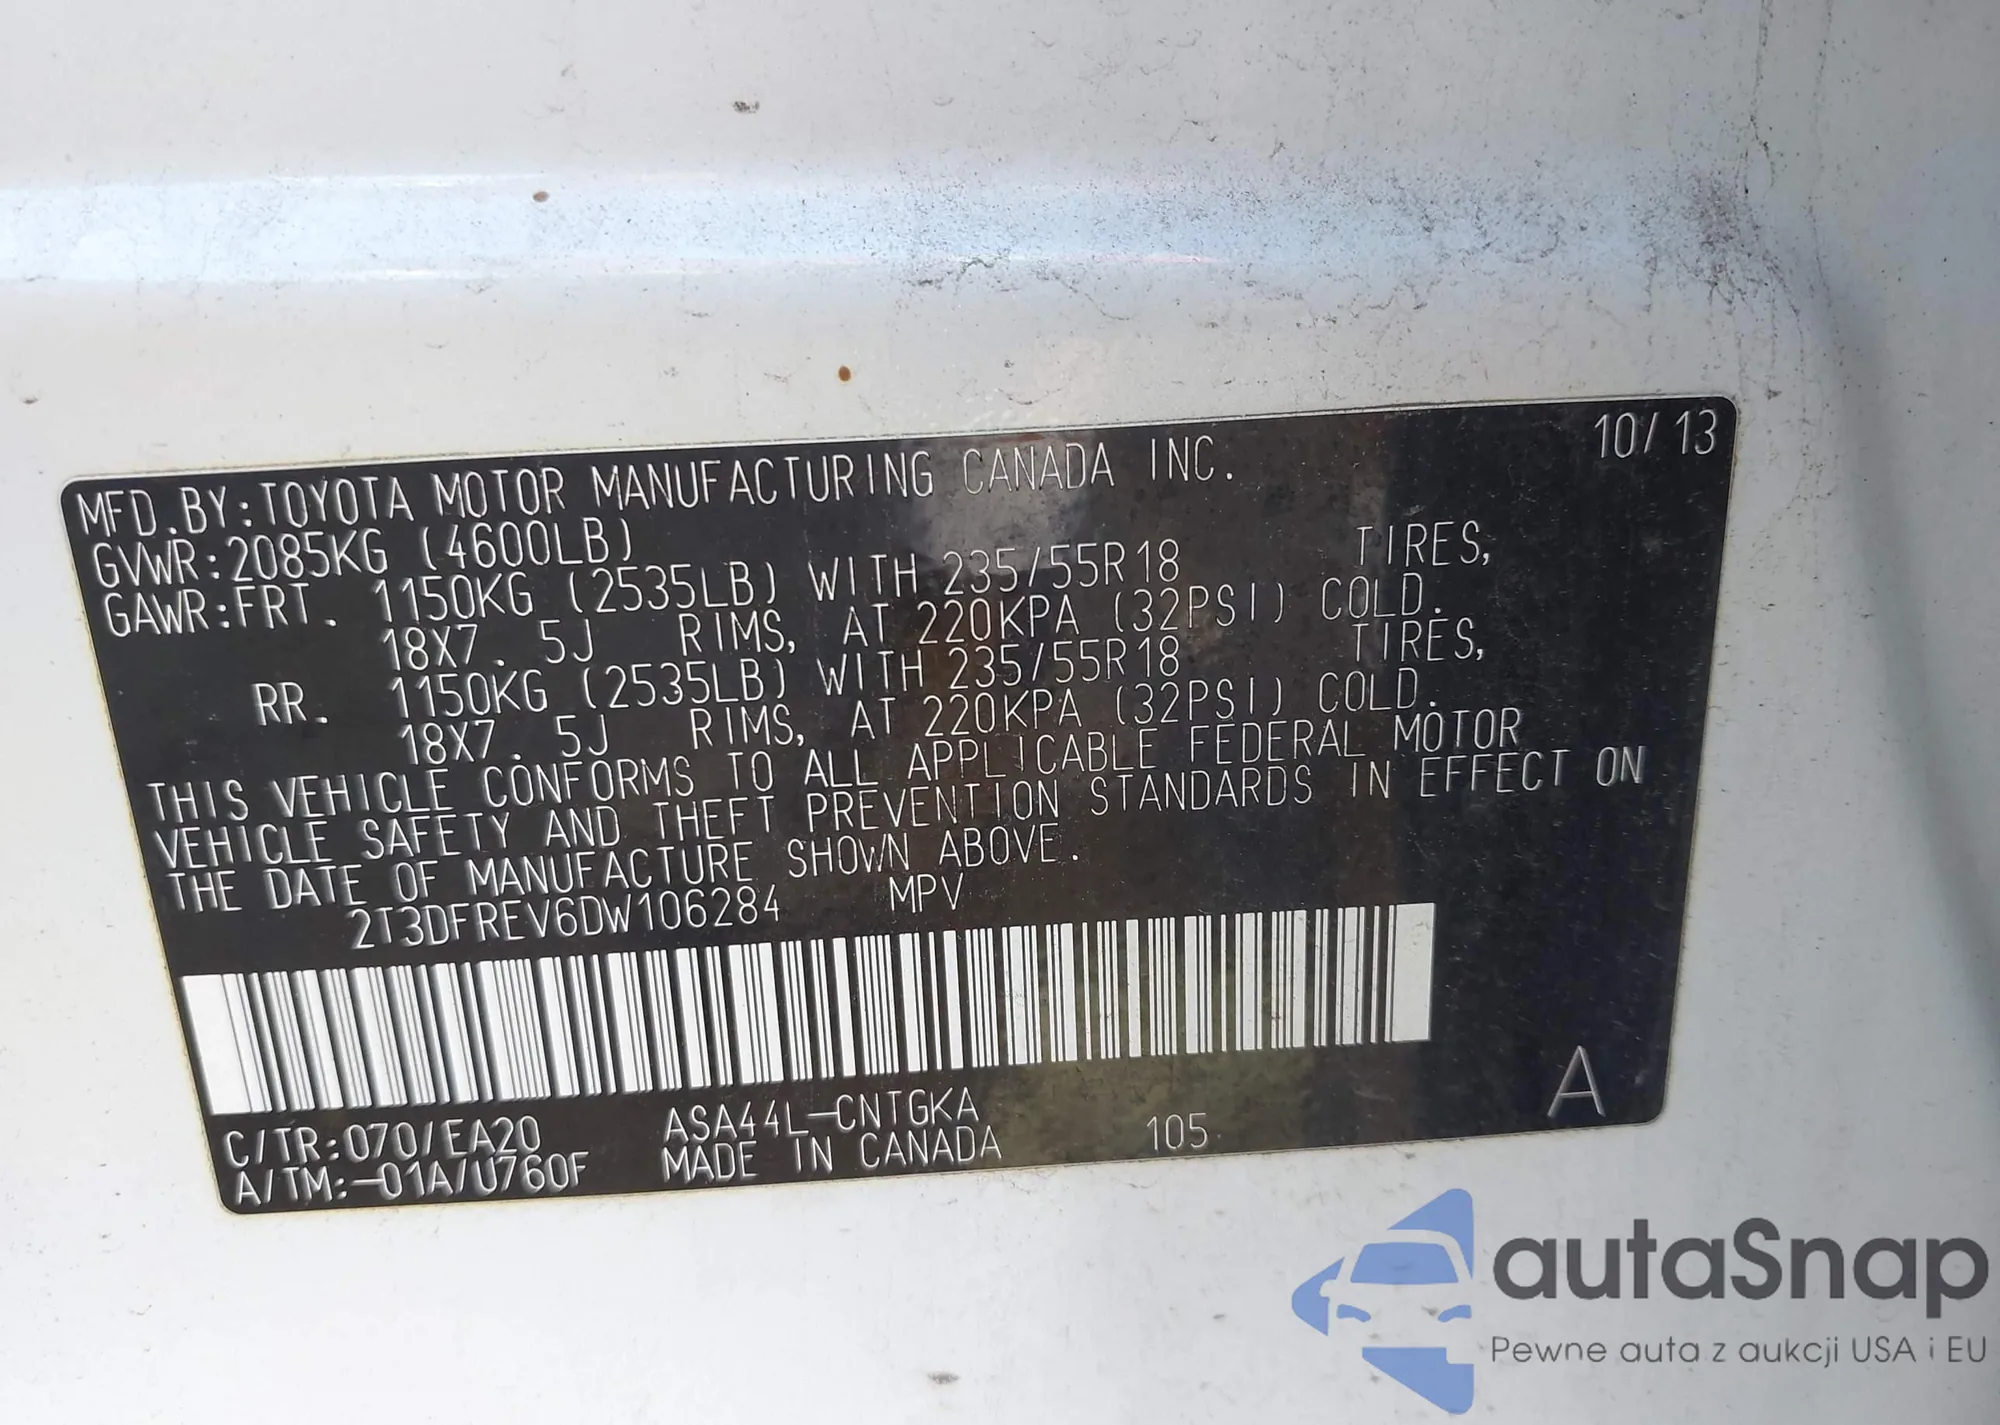 10/13
MFD.BY:TOYOTA MOTOR MANUFACTURING CANADA INC.
GVWR:2085KG (4600LB)
GAWR:FRT. 1150KG (2535LB) WITH 235/55R18 TIRES,
18X7.5J RIMS, AT 220KPA (32PSI) COLD.
RR. 1150KG (2535LB) WITH 235/55R18 TIRES,
18X7.5J RIMS, AT 220KPA (32PSI) COLD.
THIS VEHICLE CONFORMS TO ALL APPLICABLE FEDERAL MOTOR
VEHICLE SAFETY AND THEFT PREVENTION STANDARDS IN EFFECT ON
THE DATE OF MANUFACTURE SHOWN ABOVE.
2T3DFREV6DW106284 MPV
C/TR:070/EA20 ASA44L-CNTGKA A
A/TM:-01A/U760F MADE IN CANADA 105
autaSnap
Pewne auta z aukcji USA i EU